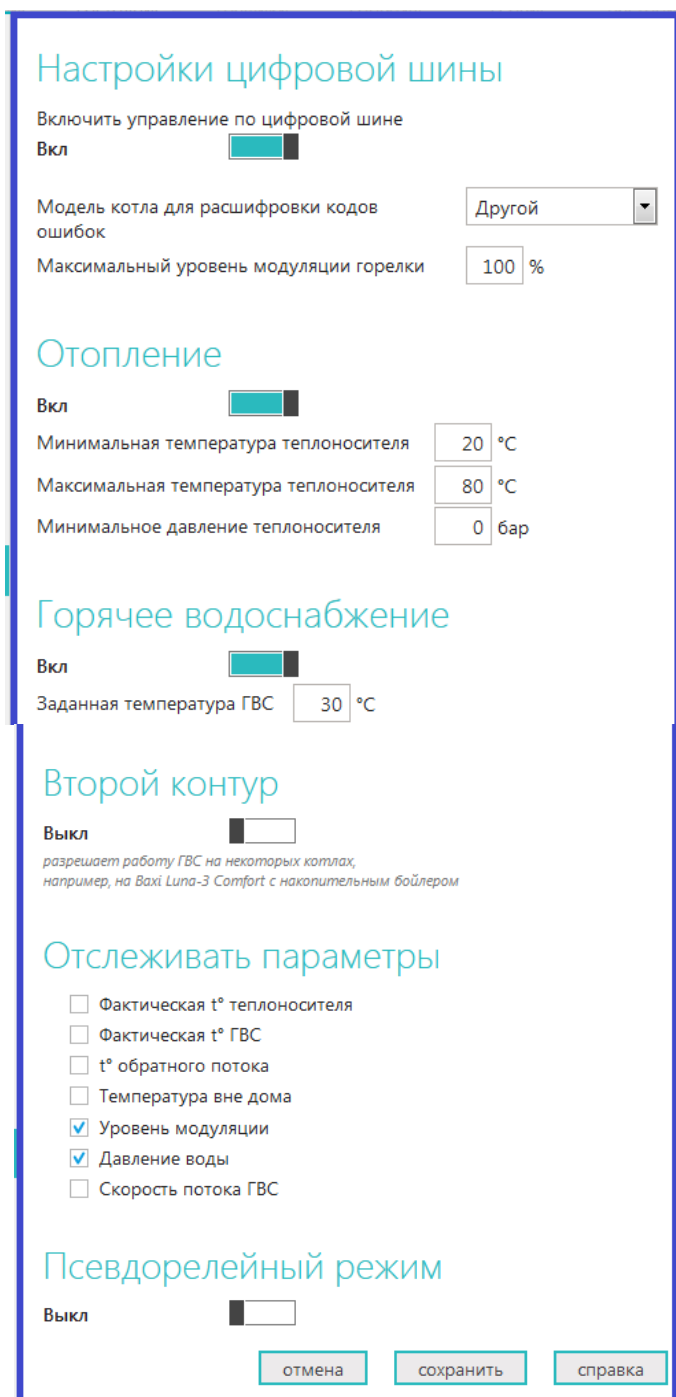 Настройки цифровой шины
Включить управление по цифровой шине
Вкл
Модель котла для расшифровки кодов ошибок
Другой
Максимальный уровень модуляции горелки 100 %
Отопление
Вкл
Минимальная температура теплоносителя 20 °C
Максимальная температура теплоносителя 80 °C
Минимальное давление теплоносителя 0 бар
Горячее водоснабжение
Вкл
Заданная температура ГВС 30 °C
Второй контур
Выкл
разрешает работу ГВС на некоторых котлах,
например, на Baxi Luna-3 Comfort с накопительным бойлером
Отслеживать параметры
Фактическая t° теплоносителя
Фактическая t° ГВС
t° обратного потока
Температура вне дома
Уровень модуляции
Давление воды
Скорость потока ГВС
Псевдорелейный режим
Выкл
отмена сохранить справка